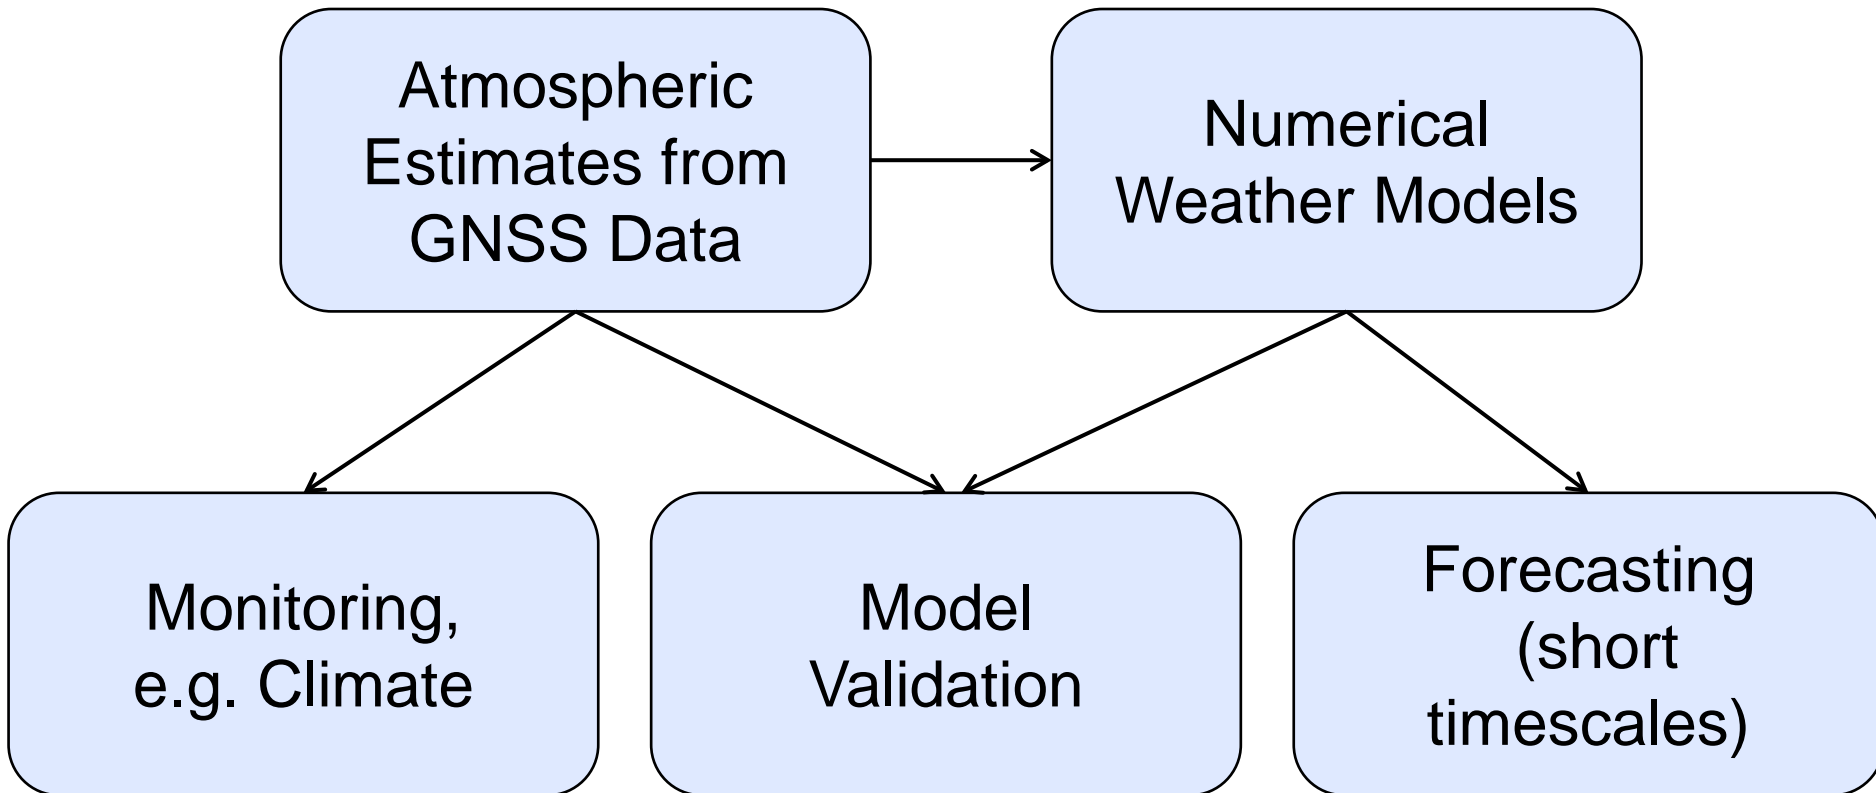 Atmospheric
Estimates from
GNSS Data
Numerical
Weather Models
Monitoring,
e.g. Climate
Model
Validation
Forecasting
(short
timescales)